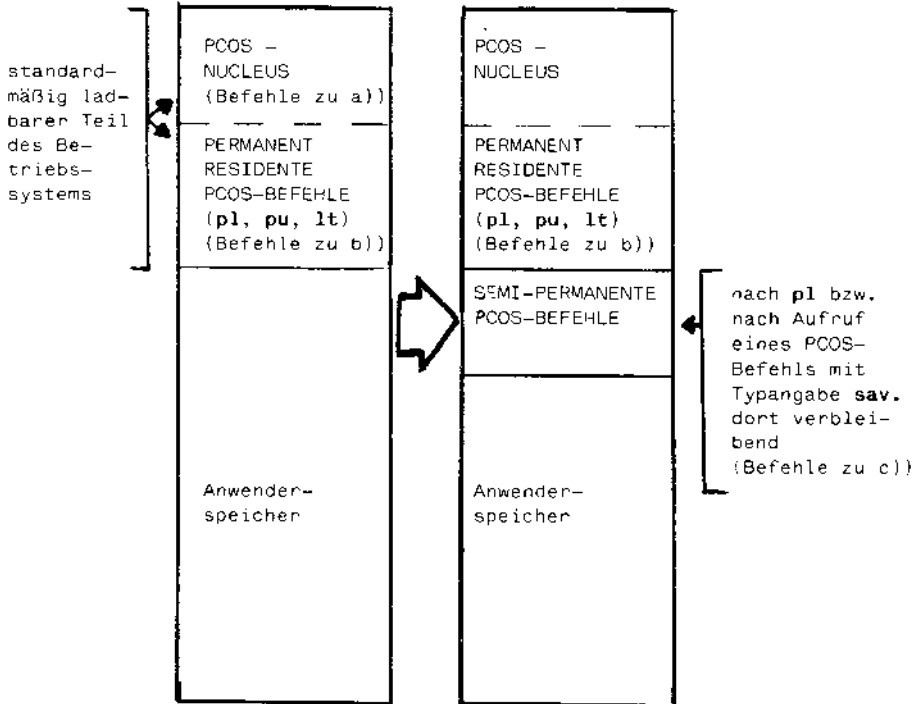 standard-
mäßig lad-
barer Teil
des Be-
triebs-
systems
PCOS -
NUCLEUS
(Befehle zu a))
PERMANENT
RESIDENTE
PCOS-BEFEHLE
(pl, pu, lt)
(Befehle zu b))
Anwender-
speicher
PCOS -
NUCLEUS
PERMANENT
RESIDENTE
PCOS-BEFEHLE
(pl, pu, lt)
(Befehle zu b))
SEMI-PERMANENTE
PCOS-BEFEHLE
Anwender-
speicher
nach pl bzw.
nach Aufruf
eines PCOS-
Befehls mit
Typangabe sav.
dort verblei-
bend
(Befehle zu c))